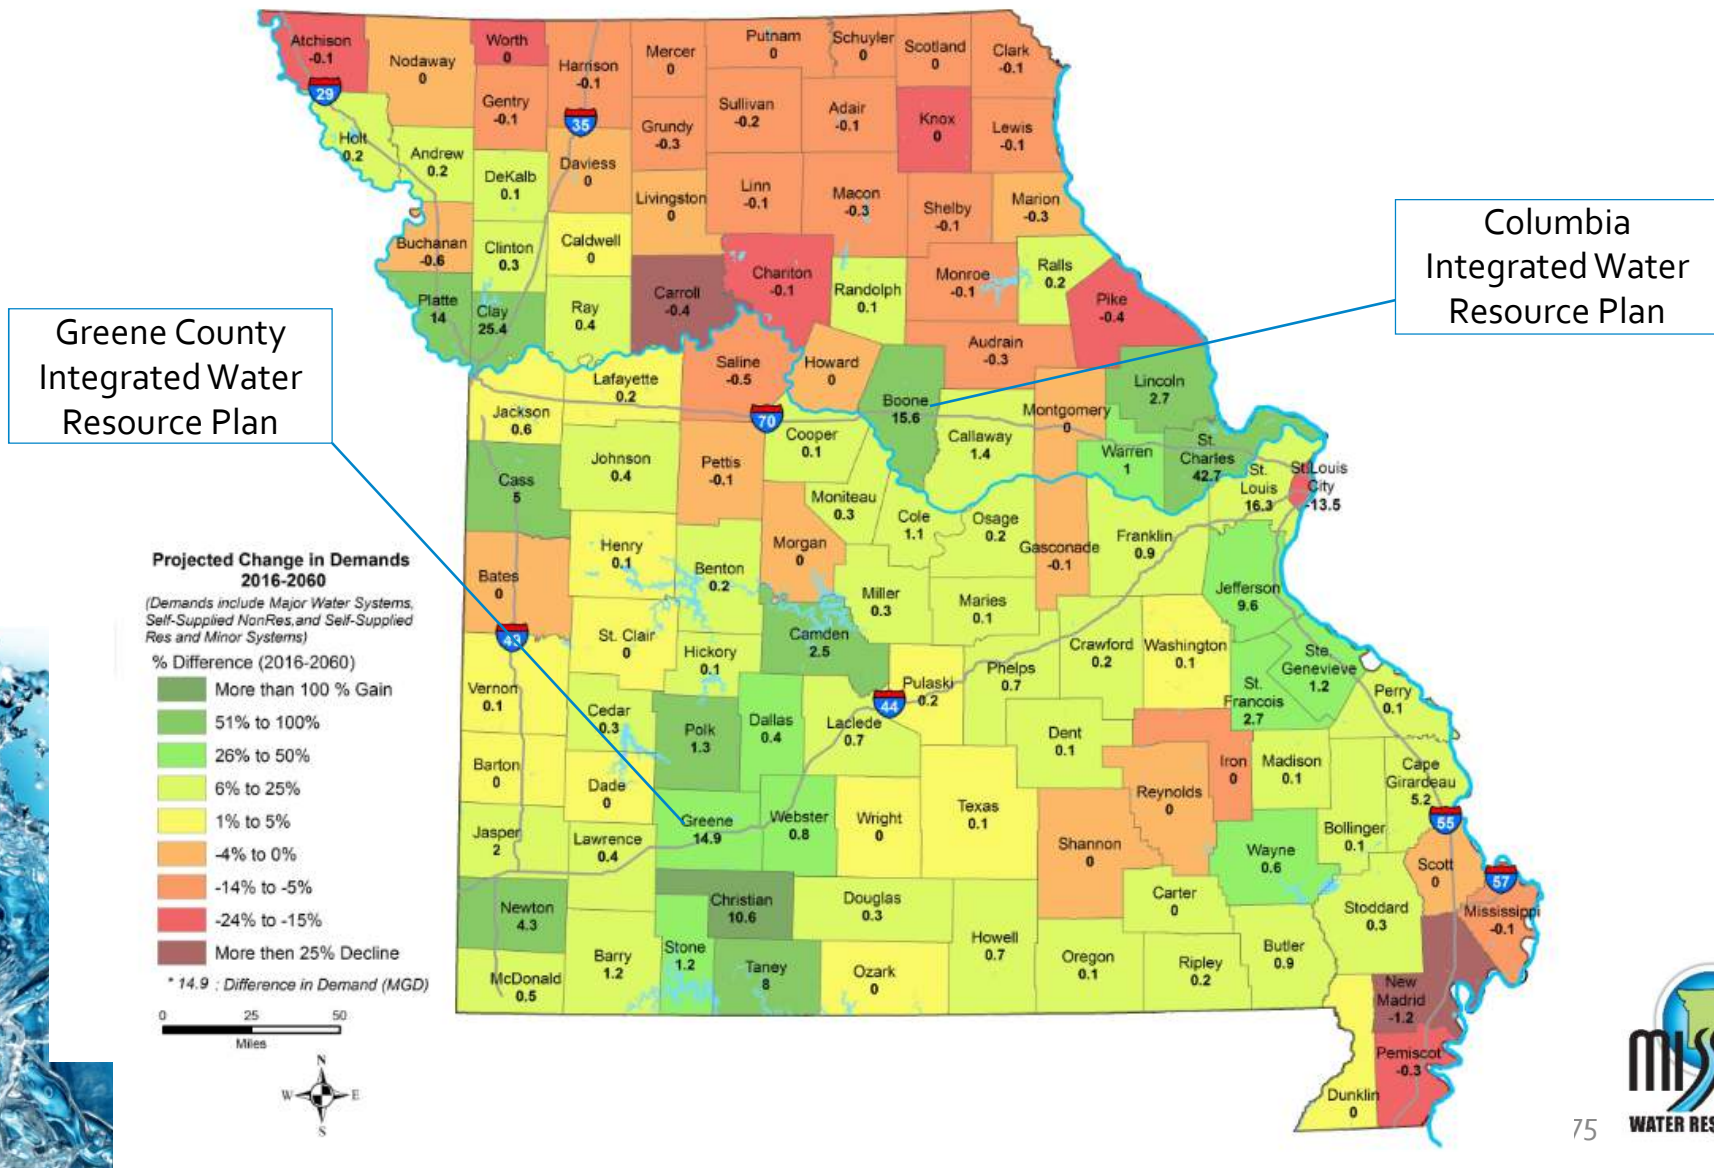 Atchison
-0.1
Nodaway
0
Worth
0
Harrison
-0.1
Mercer
0
Putnam
0
Schuyler
0
Scotland
0
Clark
-0.1
29
Gentry
-0.1
35
Grundy
-0.3
Sullivan
-0.2
Adair
-0.1
Knox
0
Lewis
-0.1
Holt
0.2
Andrew
0.2
DeKalb
0.1
Daviess
0
Livingston
0
Linn
-0.1
Macon
-0.3
Shelby
-0.1
Marion
-0.3
Buchanan
-0.6
Clinton
0.3
Caldwell
0
Carroll
-0.4
Chariton
-0.1
Randolph
0.1
Monroe
-0.1
Ralls
0.2
Pike
-0.4
Columbia
Integrated Water
Resource Plan
Platte
14
Clay
25.4
Ray
0.4
Greene County
Integrated Water
Resource Plan
Saline
-0.5
Howard
0
Audrain
-0.3
Lafayette
0.2
Jackson
0.6
70
Boone
15.6
Montgomery
0
Lincoln
2.7
Cooper
0.1
Callaway
1.4
Warren
1
St.
Charles
42.7
St.
Louis
16.3
St.Louis
City
-13.5
Cass
5
Johnson
0.4
Pettis
-0.1
Moniteau
0.3
Cole
1.1
Osage
0.2
Gasconade
-0.1
Franklin
0.9
Henry
0.1
Benton
0.2
Morgan
0
Miller
0.3
Maries
0.1
Jefferson
9.6
Bates
0
43
St. Clair
0
Hickory
0.1
Camden
2.5
Pulaski
0.2
Phelps
0.7
Crawford
0.2
Washington
0.1
Ste.
Genevieve
1.2
St.
Francois
2.7
Perry
0.1
Vernon
0.1
Cedar
0.3
Polk
1.3
Dallas
0.4
Laclede
0.7
44
Dent
0.1
Iron
0
Madison
0.1
Cape
Girardeau
5.2
Barton
0
Dade
0
Greene
14.9
Webster
0.8
Wright
0
Texas
0.1
Reynolds
0
Shannon
0
Wayne
0.6
Bollinger
0.1
55
Jasper
2
Lawrence
0.4
Scott
0
57
Newton
4.3
Christian
10.6
Douglas
0.3
Howell
0.7
Carter
0
Stoddard
0.3
Mississippi
-0.1
McDonald
0.5
Barry
1.2
Stone
1.2
Taney
8
Ozark
0
Oregon
0.1
Ripley
0.2
Butler
0.9
New
Madrid
-1.2
Pemiscot
-0.3
Dunklin
0
Projected Change in Demands
2016-2060
(Demands include Major Water Systems,
Self-Supplied NonRes,and Self-Supplied
Res and Minor Systems)
% Difference (2016-2060)
More than 100 % Gain
51% to 100%
26% to 50%
6% to 25%
1% to 5%
-4% to 0%
-14% to -5%
-24% to -15%
More then 25% Decline
* 14.9 : Difference in Demand (MGD)
0 25 50
Miles
N
W E
S
75
MISS
WATER RES